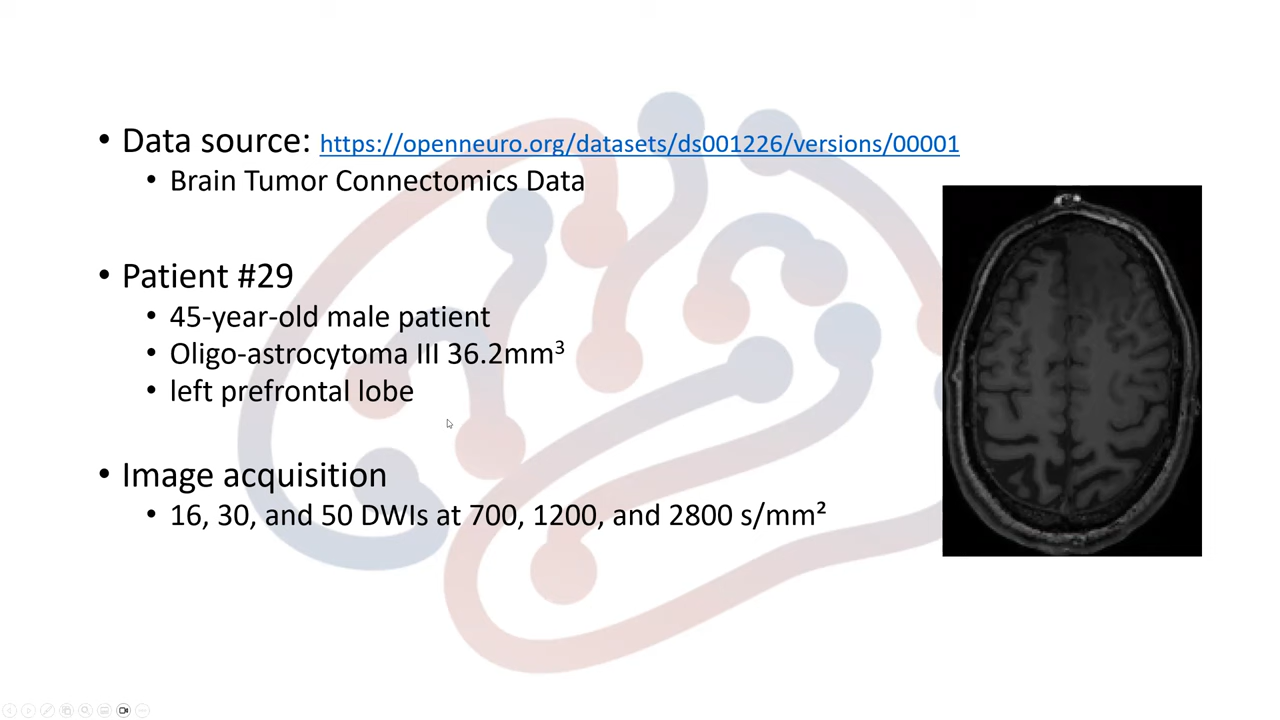 • Data source: https://openneuro.org/datasets/ds001226/versions/00001
• Brain Tumor Connectomics Data
• Patient #29
• 45-year-old male patient
• Oligo-astrocytoma III 36.2mm³
• left prefrontal lobe
• Image acquisition
• 16, 30, and 50 DWIs at 700, 1200, and 2800 s/mm²